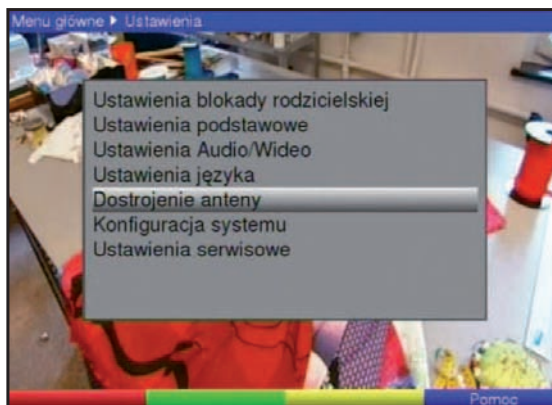 Menu główne ▶ Ustawienia
Ustawienia blokady rodzicielskiej
Ustawienia podstawowe
Ustawienia Audio/Wideo
Ustawienia języka
Dostrojenie anteny
Konfiguracja systemu
Ustawienia serwisowe
Pomoc